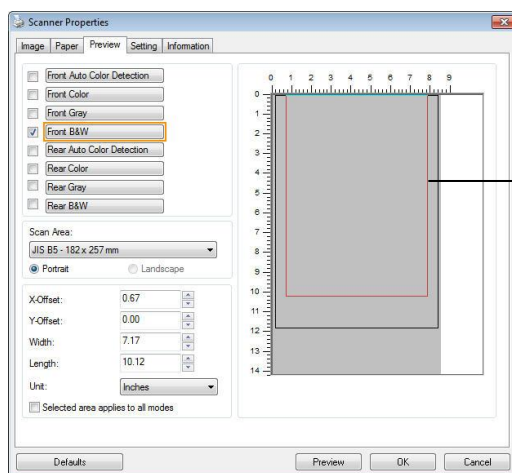 Scanner Properties
Image Paper Preview Setting Information
Front Auto Color Detection
Front Color
Front Gray
Front B&W
Rear Auto Color Detection
Rear Color
Rear Gray
Rear B&W
Scan Area:
JIS B5 - 182 x 257 mm
Portrait Landscape
X-Offset: 0.67
Y-Offset: 0.00
Width: 7.17
Length: 10.12
Unit: Inches
Selected area applies to all modes
0 1 2 3 4 5 6 7 8 9
0
1
2
3
4
5
6
7
8
9
10
11
12
13
14
Defaults Preview OK Cancel